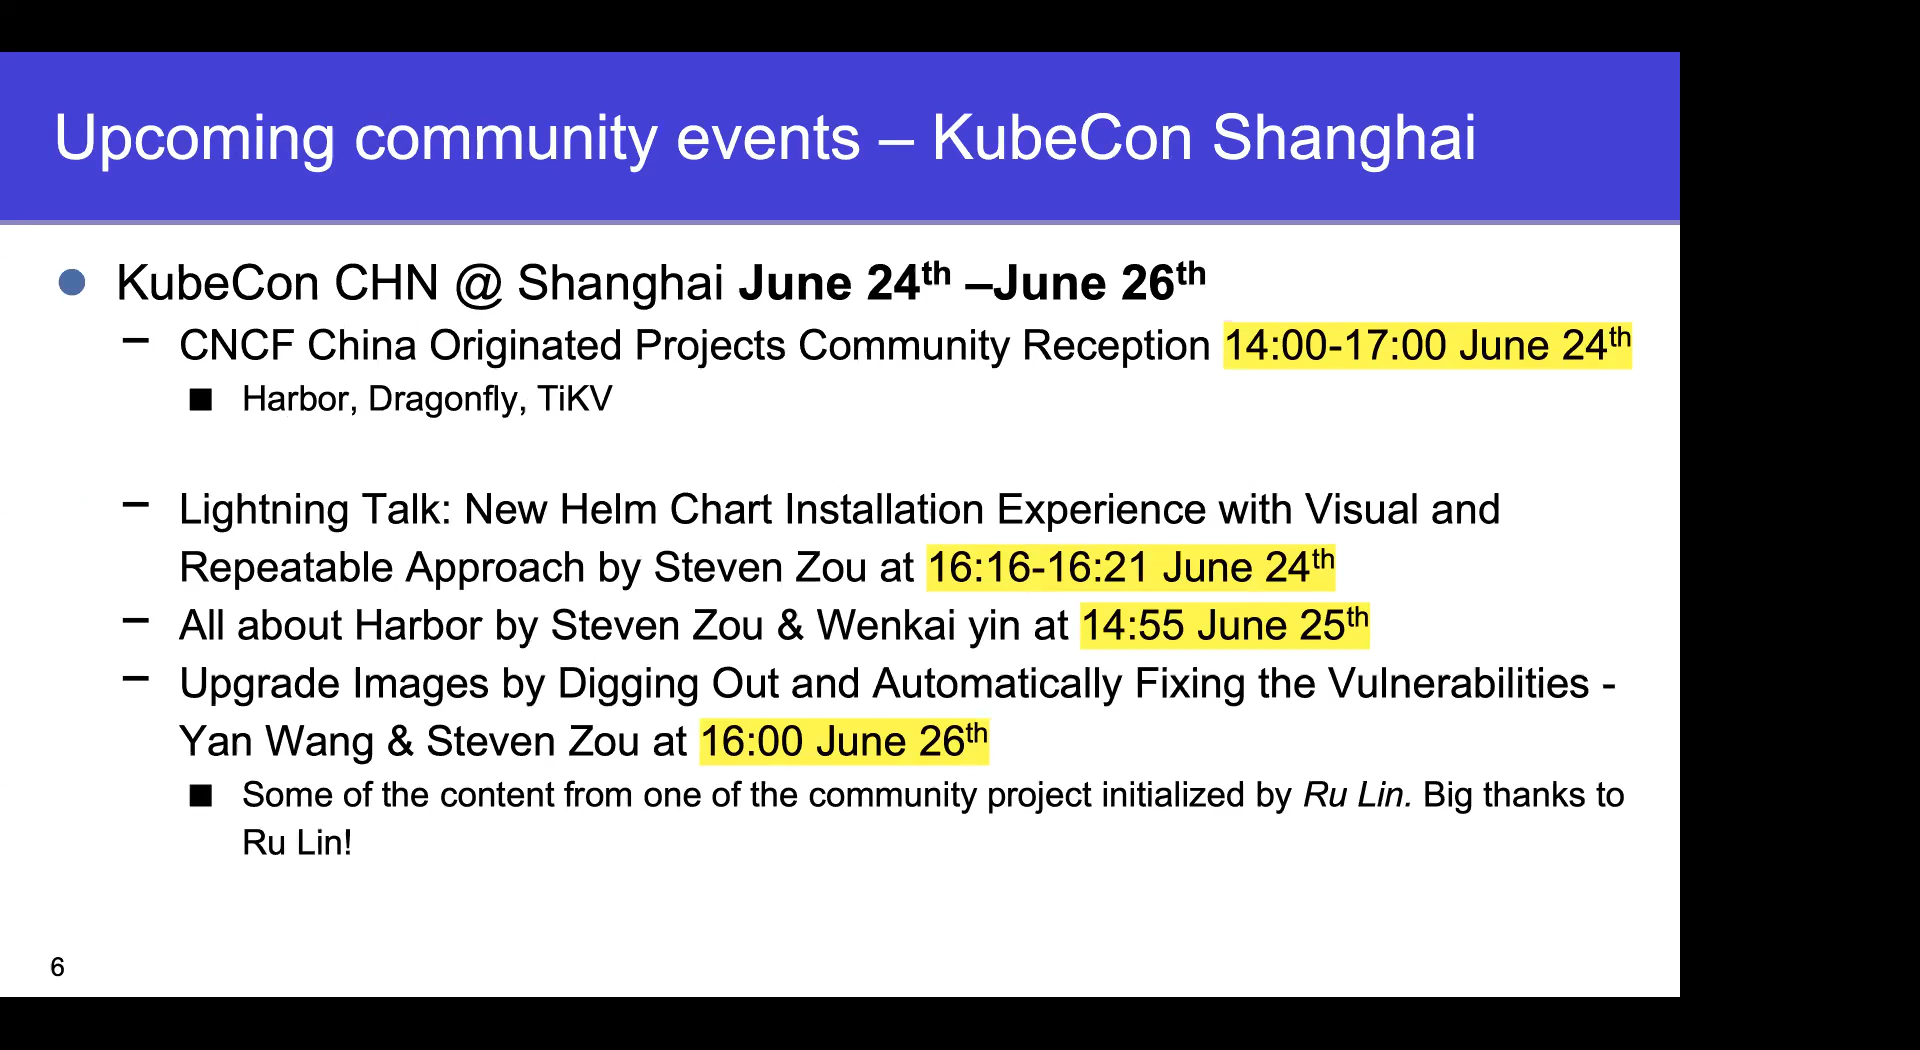 Upcoming community events – KubeCon Shanghai
KubeCon CHN @ Shanghai June 24th –June 26th
– CNCF China Originated Projects Community Reception 14:00-17:00 June 24th
Harbor, Dragonfly, TiKV
– Lightning Talk: New Helm Chart Installation Experience with Visual and
Repeatable Approach by Steven Zou at 16:16-16:21 June 24th
– All about Harbor by Steven Zou & Wenkai yin at 14:55 June 25th
– Upgrade Images by Digging Out and Automatically Fixing the Vulnerabilities -
Yan Wang & Steven Zou at 16:00 June 26th
Some of the content from one of the community project initialized by Ru Lin. Big thanks to
Ru Lin!
6